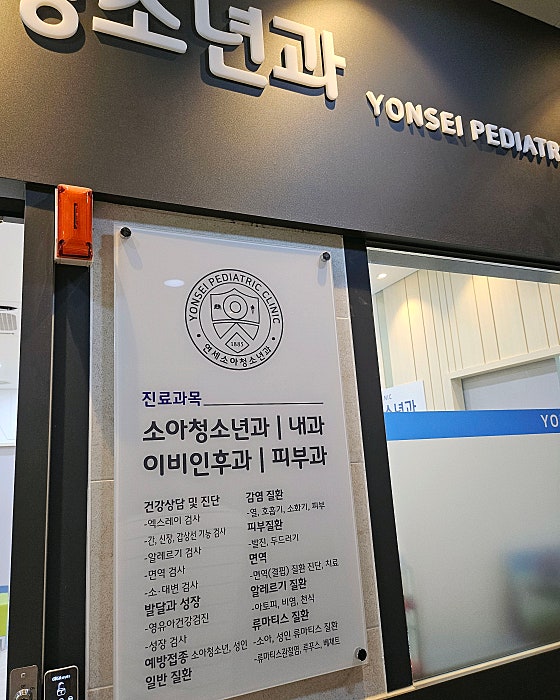 청소년과
YONSEI PEDIATR
YONSEI PEDIATRIC CLINIC
1885
연세소아청소년과
진료과목
소아청소년과 | 내과
이비인후과 | 피부과
건강상담 및 진단
-엑스레이 검사
-간, 신장, 갑상선 기능 검사
-알레르기 검사
-면역 검사
-소·대변 검사
발달과 성장
-영유아건강검진
-성장 검사
예방접종 소아청소년, 성인
일반 질환
감염 질환
-열, 호흡기, 소화기, 피부
피부질환
-발진, 두드러기
면역
-면역(결핍) 질환 진단, 치료
알레르기 질환
-아토피, 비염, 천식
류마티스 질환
-소아, 성인 류마티스 질환
-류마티스관절염, 루푸스, 베체트
NIC
소년과
YO